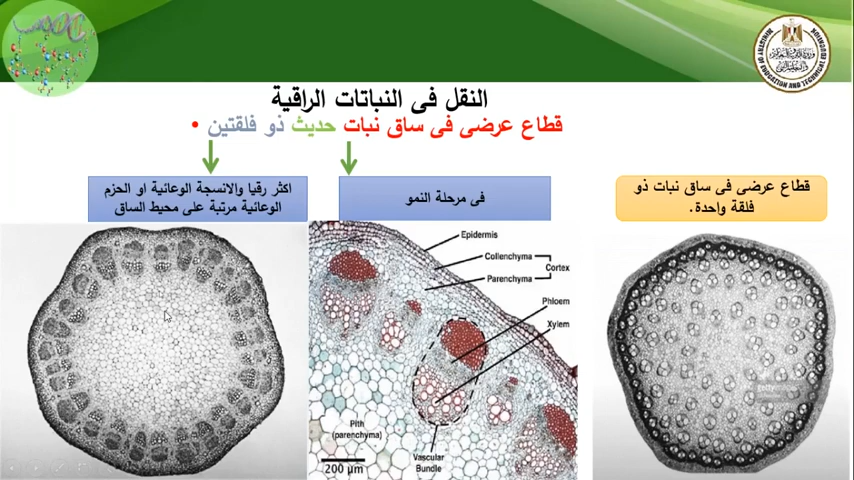 النقل فى النباتات الراقية
قطاع عرضى فى ساق نبات حديث ذو فلقتين •
اكثر رقيا والانسجة الوعائية او الحزم
الوعائية مرتبة على محيط الساق
فى مرحلة النمو
قطاع عرضى فى ساق نبات ذو
فلقة واحدة.
Epidermis
Collenchyma
Cortex
Parenchyma
Phloem
Xylem
Pith
(parenchyma)
Vascular
Bundle
200 µm
gettyimages